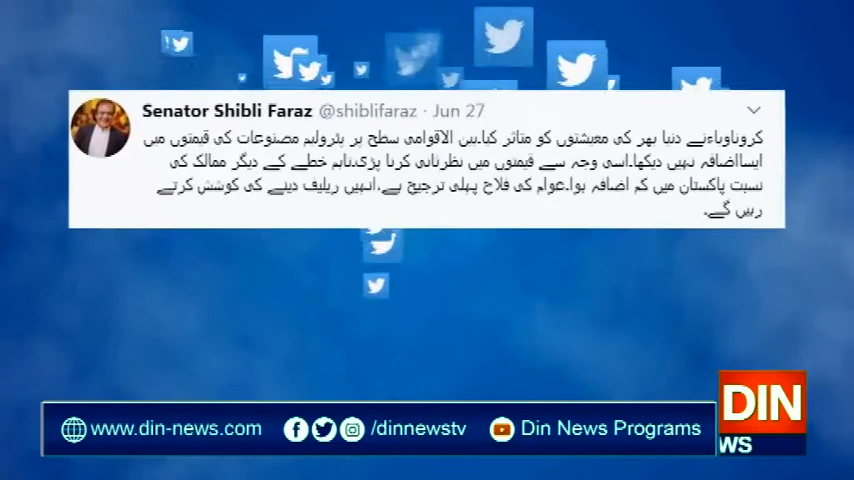 Senator Shibli Faraz @shiblifaraz · Jun 27
کروناوباءنے دنیا بھر کی معیشتوں کو متاثر کیا۔بین الاقوامی سطح پر پٹرولیم مصنوعات کی قیمتوں میں
ایسااضافہ نہیں دیکھا۔اسی وجہ سے قیمتوں میں نظرثانی کرنا پڑی۔تاہم خطلے کے دیگر ممالک کی
نسبت پاکستان میں کم اضافہ ہوا۔عوام کی فلاح پہلی ترجیح ہے،انھیں ریلیف دینے کی کوشش کرتے
رہیں گے۔
www.din-news.com
/dinnewstv
Din News Programs
DIN
WS